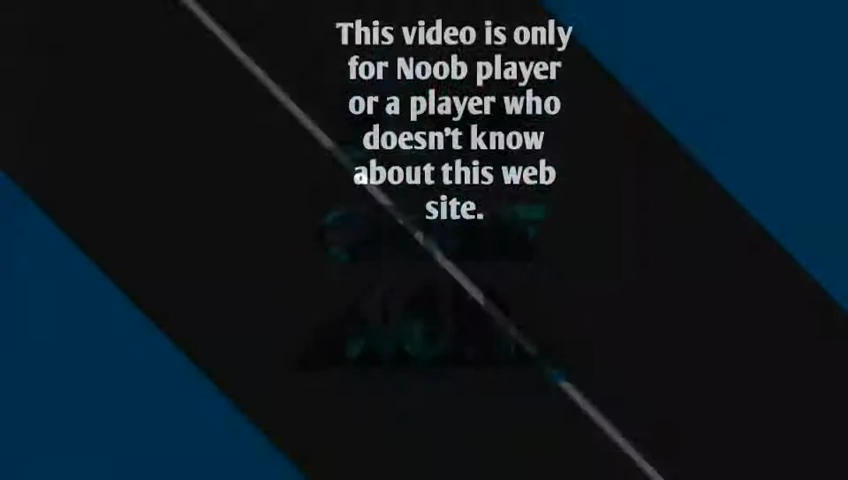 This video is only
for Noob player
or a player who
doesn't know
about this web
site.